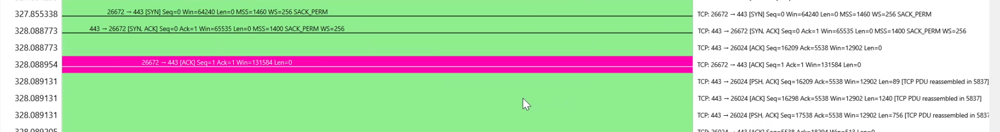 327.855338 26672 → 443 [SYN] Seq=0 Win=64240 Len=0 MSS=1460 WS=256 SACK_PERM TCP: 26672 → 443 [SYN] Seq=0 Win=64240 Len=0 MSS=1460 WS=256 SACK_PERM
328.088773 443 → 26672 [SYN, ACK] Seq=0 Ack=1 Win=65535 Len=0 MSS=1400 SACK_PERM WS=256 TCP: 443 → 26672 [SYN, ACK] Seq=0 Ack=1 Win=65535 Len=0 MSS=1400 SACK_PERM WS=256
328.088773 TCP: 443 → 26024 [ACK] Seq=16209 Ack=5538 Win=12902 Len=0
328.088954 26672 → 443 [ACK] Seq=1 Ack=1 Win=131584 Len=0 TCP: 26672 → 443 [ACK] Seq=1 Ack=1 Win=131584 Len=0
328.089131 TCP: 443 → 26024 [PSH, ACK] Seq=16209 Ack=5538 Win=12902 Len=89 [TCP PDU reassembled in 5837]
328.089131 TCP: 443 → 26024 [ACK] Seq=16298 Ack=5538 Win=12902 Len=1240 [TCP PDU reassembled in 5837]
328.089131 TCP: 443 → 26024 [PSH, ACK] Seq=17538 Ack=5538 Win=12902 Len=756 [TCP PDU reassembled in 5837
328.089205 TCP: 26024 → 443 [ACK] Seq=5538 Ack=18294 Win=513 Len=0